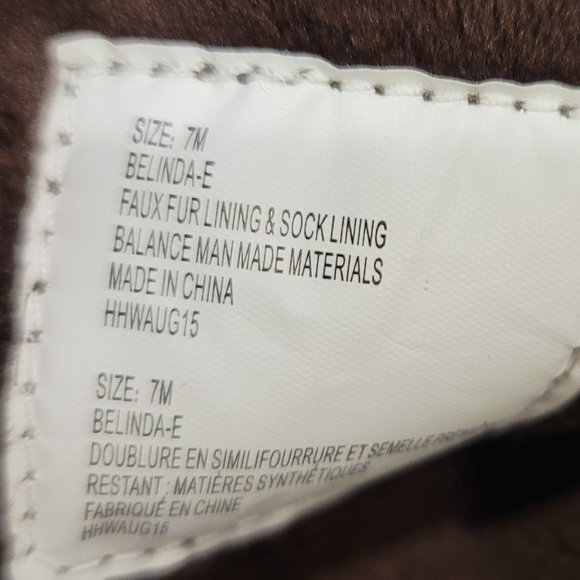 SIZE: 7M
BELINDA-E
FAUX FUR LINING & SOCK LINING
BALANCE MAN MADE MATERIALS
MADE IN CHINA
HHWAUG15
SIZE: 7M
BELINDA-E
DOUBLURE EN SIMILIFOURRURE ET SEMELLE
RESTANT: MATIÈRES SYNTHÉTIQUES
FABRIQUÉ EN CHINE
HHWAUG15